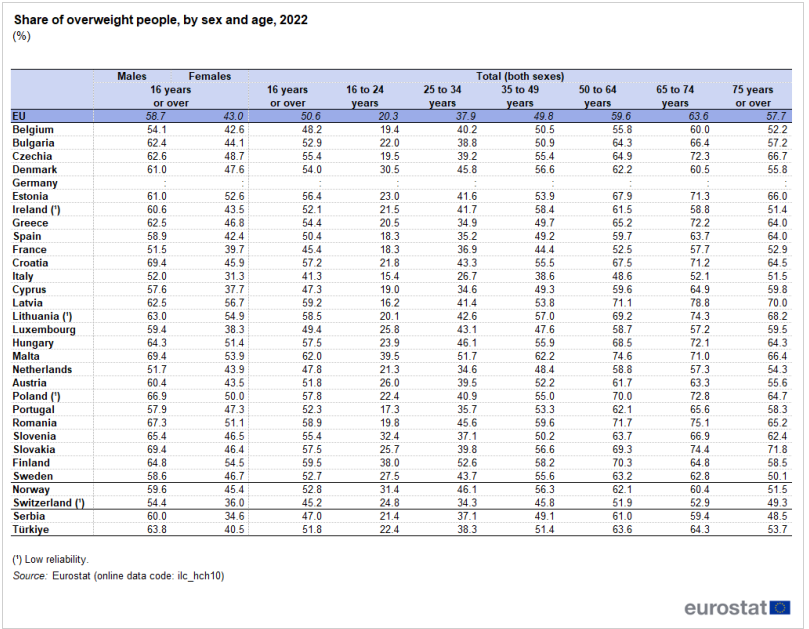 Share of overweight people, by sex and age, 2022
(%)
Males Females Total (both sexes)
16 years 16 years 16 to 24 25 to 34 35 to 49 50 to 64 65 to 74 75 years
or over or over years years years years years or over
EU 58.7 43.0 50.6 20.3 37.9 49.8 59.6 63.6 57.7
Belgium 54.1 42.6 48.2 19.4 40.2 50.5 55.8 60.0 52.2
Bulgaria 62.4 44.1 52.9 22.0 38.8 50.9 64.3 66.4 57.2
Czechia 62.6 48.7 55.4 19.5 39.2 55.4 64.9 72.3 66.7
Denmark 61.0 47.6 54.0 30.5 45.8 56.6 62.2 60.5 55.8
Germany : : : : : : : : :
Estonia 61.0 52.6 56.4 23.0 41.6 53.9 67.9 71.3 66.0
Ireland (¹) 60.6 43.5 52.1 21.5 41.7 58.4 61.5 58.8 51.4
Greece 62.5 46.8 54.4 20.5 34.9 49.7 65.2 72.2 64.0
Spain 58.9 42.4 50.4 18.3 35.2 49.2 59.7 63.7 64.0
France 51.5 39.7 45.4 18.3 36.9 44.4 52.5 57.7 52.9
Croatia 69.4 45.9 57.2 21.8 43.3 55.5 67.5 71.2 64.5
Italy 52.0 31.3 41.3 15.4 26.7 38.6 48.6 52.1 51.5
Cyprus 57.6 37.7 47.3 19.0 34.6 49.3 59.6 64.9 59.8
Latvia 62.5 56.7 59.2 16.2 41.4 53.8 71.1 78.8 70.0
Lithuania (¹) 63.0 54.9 58.5 20.1 42.6 57.0 69.2 74.3 68.2
Luxembourg 59.4 38.3 49.4 25.8 43.1 47.6 58.7 57.2 59.5
Hungary 64.3 51.4 57.5 23.9 46.1 55.9 68.5 72.1 64.3
Malta 69.4 53.9 62.0 39.5 51.7 62.2 74.6 71.0 66.4
Netherlands 51.7 43.9 47.8 21.3 34.6 48.4 58.8 57.3 54.3
Austria 60.4 43.5 51.8 26.0 39.5 52.2 61.7 63.3 55.6
Poland (¹) 66.9 50.0 57.8 22.4 40.9 55.0 70.0 72.8 64.7
Portugal 57.9 47.3 52.3 17.3 35.7 53.3 62.1 65.6 58.3
Romania 67.3 51.1 58.9 19.8 45.6 59.6 71.7 75.1 65.2
Slovenia 65.4 46.5 55.4 32.4 37.1 50.2 63.7 66.9 62.4
Slovakia 69.4 46.4 57.5 25.7 39.8 56.6 69.3 74.4 71.8
Finland 64.8 54.5 59.5 38.0 52.6 58.2 70.3 64.8 58.5
Sweden 58.6 46.7 52.7 27.5 43.7 55.6 63.2 62.8 50.1
Norway 59.6 45.4 52.8 31.4 46.1 56.3 62.1 60.4 51.5
Switzerland (¹) 54.4 36.0 45.2 24.8 34.3 45.8 51.9 52.9 49.3
Serbia 60.0 34.6 47.0 21.4 37.1 49.1 61.0 59.4 48.5
Türkiye 63.8 40.5 51.8 22.4 38.3 51.4 63.6 64.3 53.7
(¹) Low reliability.
Source: Eurostat (online data code: ilc_hch10)
eurostat